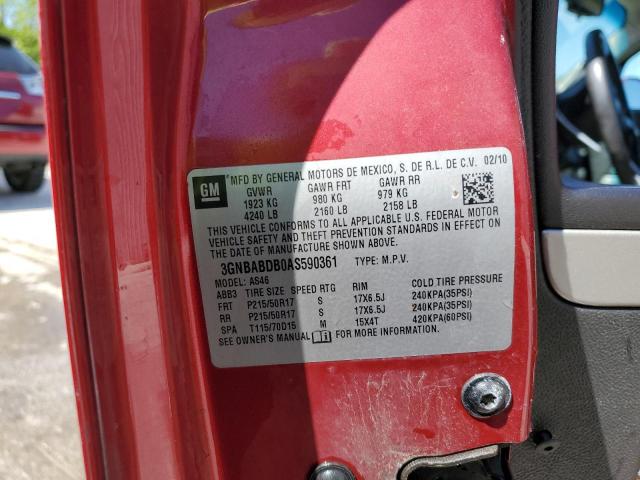 GM
MFD BY GENERAL MOTORS DE MEXICO, S. DE R.L. DE C.V. 02/10
GVWR GAWR FRT GAWR RR
1923 KG 980 KG 979 KG
4240 LB 2160 LB 2158 LB
THIS VEHICLE CONFORMS TO ALL APPLICABLE U.S. FEDERAL MOTOR
VEHICLE SAFETY AND THEFT PREVENTION STANDARDS IN EFFECT ON
THE DATE OF MANUFACTURE SHOWN ABOVE.
3GNBABDB0AS590361 TYPE: M.P.V.
MODEL: AS46
ABB3 TIRE SIZE SPEED RTG RIM COLD TIRE PRESSURE
FRT P215/50R17 S 17X6.5J 240KPA(35PSI)
RR P215/50R17 S 17X6.5J 240KPA(35PSI)
SPA T115/70D15 M 15X4T 420KPA(60PSI)
SEE OWNER'S MANUAL FOR MORE INFORMATION.